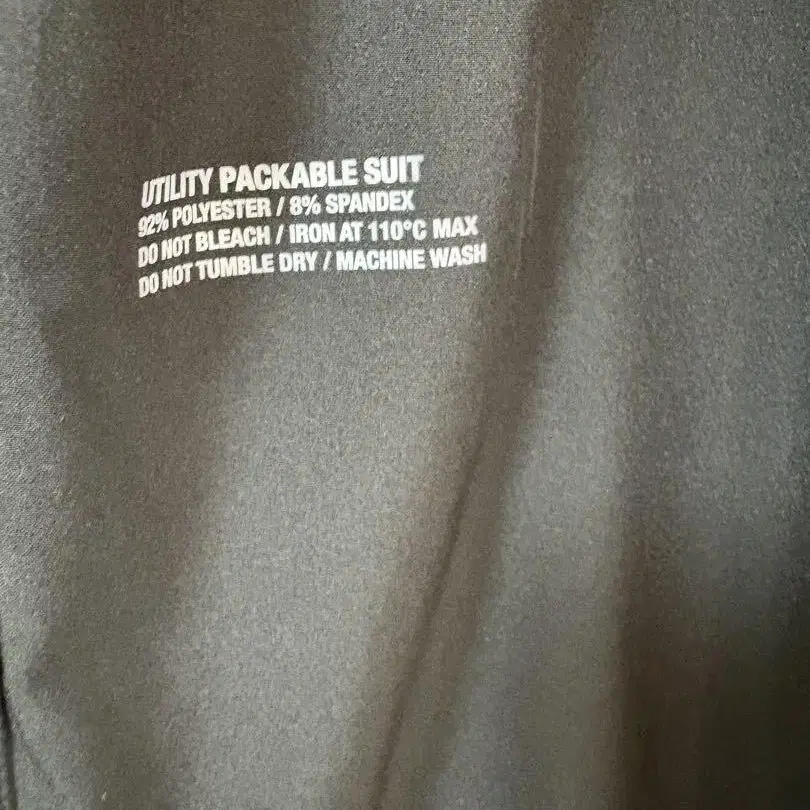 UTILITY PACKABLE SUIT
92% POLYESTER / 8% SPANDEX
DO NOT BLEACH / IRON AT 110°C MAX
DO NOT TUMBLE DRY / MACHINE WASH